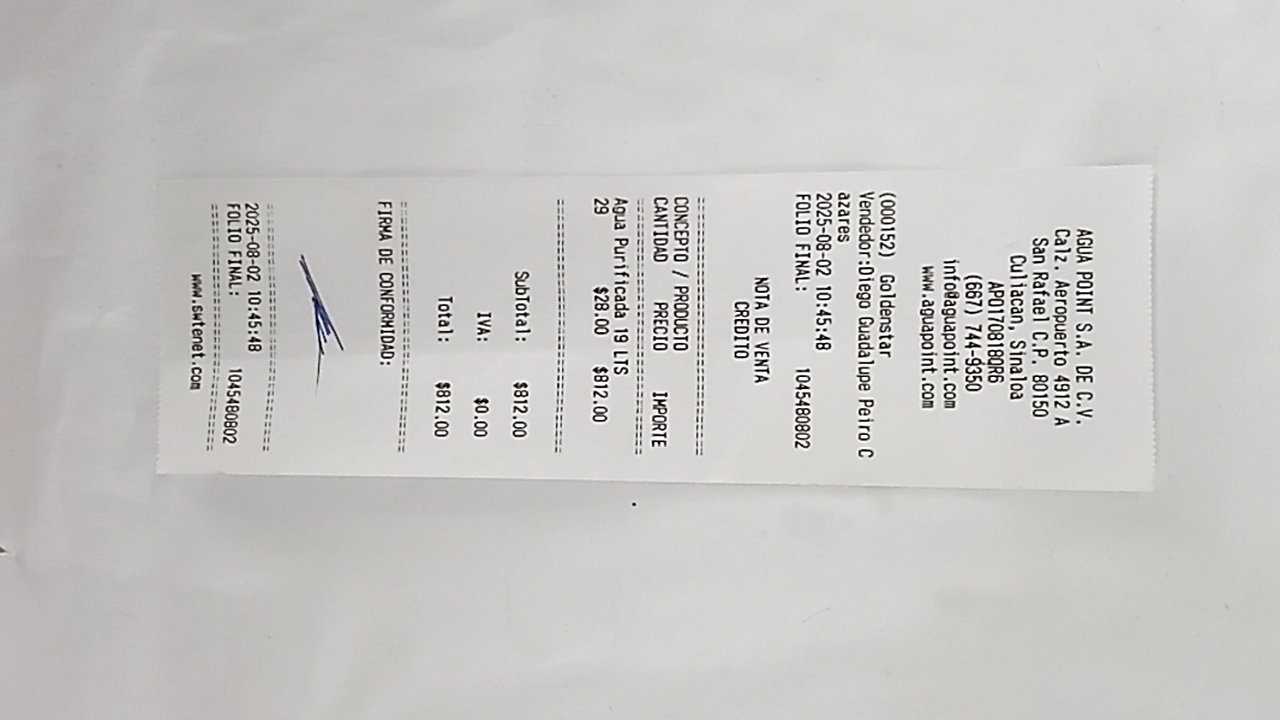 AGUA POINT S.A. DE C.V.
Calz. Aeropuerto 4912 A
San Rafael C.P. 80150
Culiacan, Sinaloa
APO170818QR6
(667) 744-9350
info@aguapoint.com
www.aguapoint.com
(000152) Goldenstar
Vendedor:Diego Guadalupe Peiro C
azares
2025-08-02 10:45:48
FOLIO FINAL: 1045480802
NOTA DE VENTA
CREDITO
================================
CONCEPTO / PRODUCTO
CANTIDAD PRECIO IMPORTE
================================
Agua Purificada 19 LTS
29 $28.00 $812.00
================================
SubTotal: $812.00
IVA: $0.00
Total: $812.00
================================
FIRMA DE CONFORMIDAD:
================================
2025-08-02 10:45:48
FOLIO FINAL: 1045480802
================================
www.swtenet.com